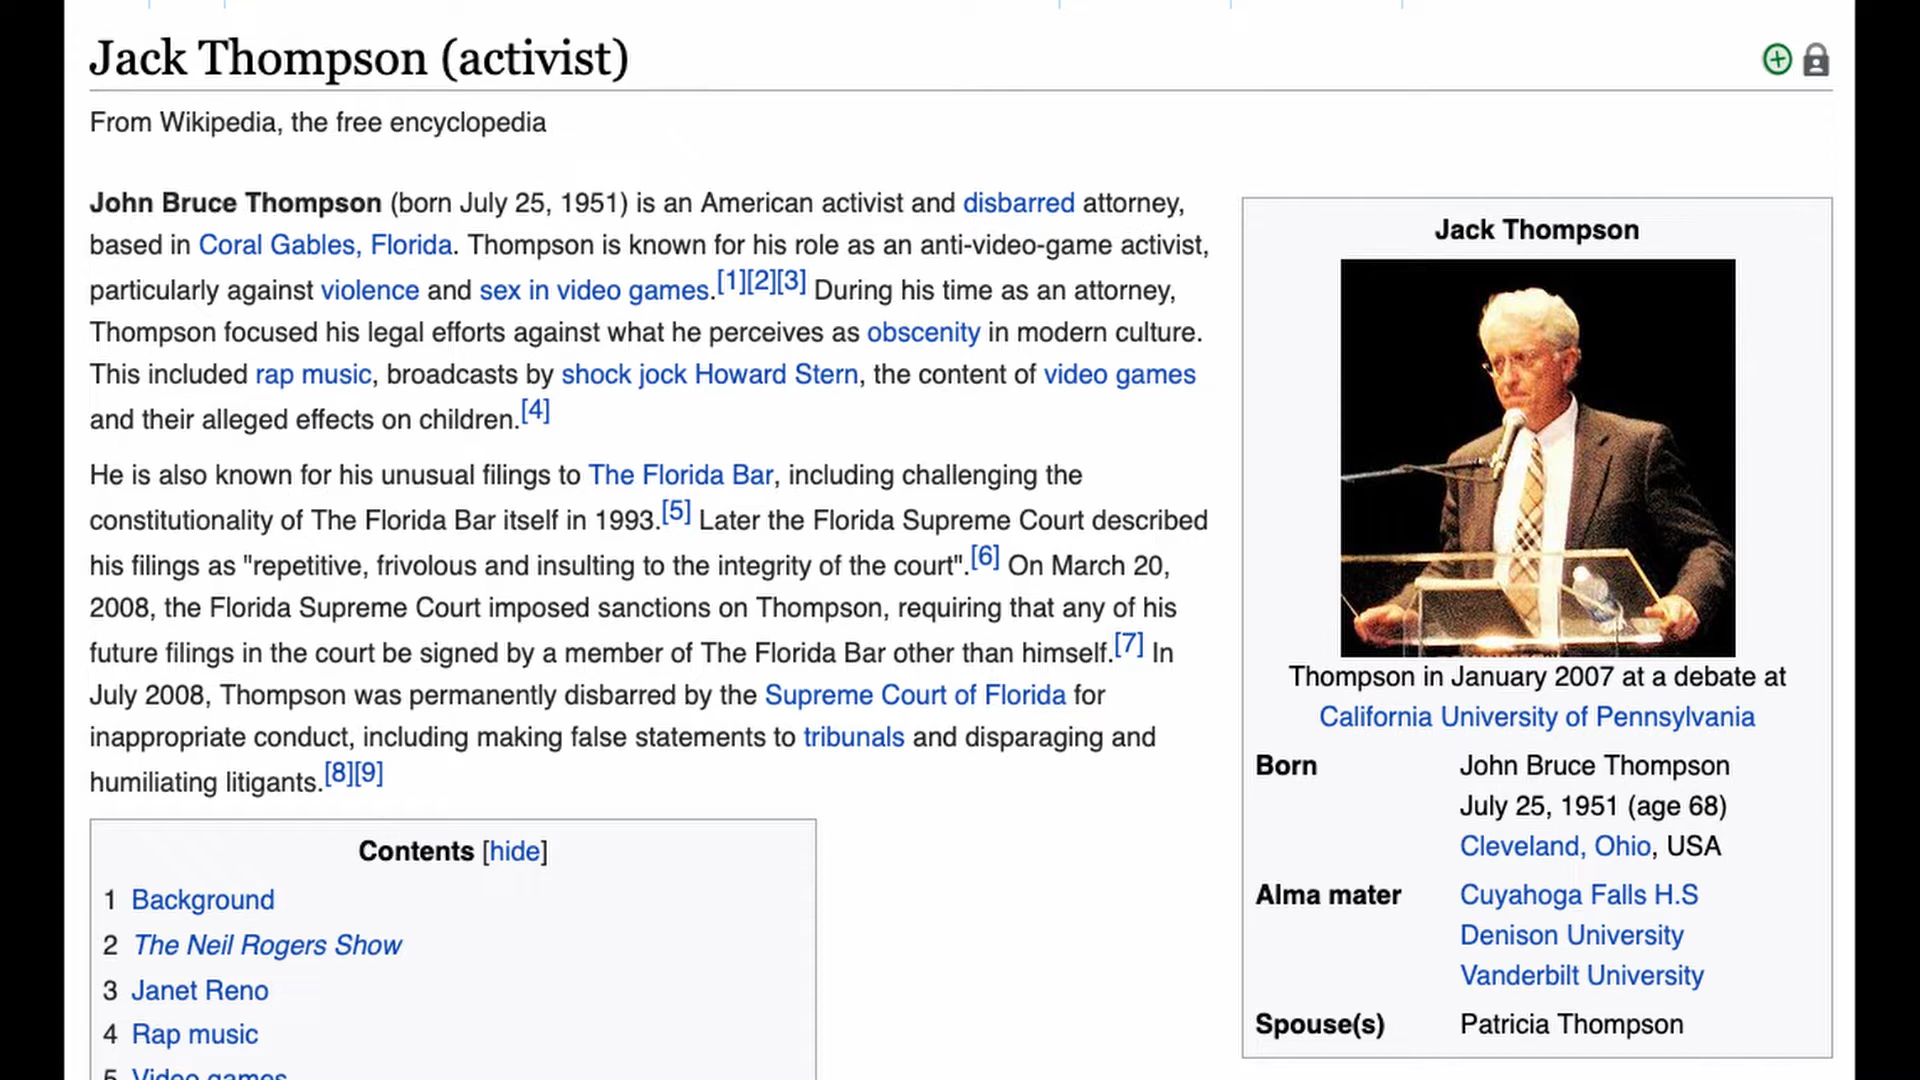 Jack Thompson (activist)
From Wikipedia, the free encyclopedia
John Bruce Thompson (born July 25, 1951) is an American activist and disbarred attorney,
based in Coral Gables, Florida. Thompson is known for his role as an anti-video-game activist,
particularly against violence and sex in video games.[1][2][3] During his time as an attorney,
Thompson focused his legal efforts against what he perceives as obscenity in modern culture.
This included rap music, broadcasts by shock jock Howard Stern, the content of video games
and their alleged effects on children.[4]
He is also known for his unusual filings to The Florida Bar, including challenging the
constitutionality of The Florida Bar itself in 1993.[5] Later the Florida Supreme Court described
his filings as "repetitive, frivolous and insulting to the integrity of the court".[6] On March 20,
2008, the Florida Supreme Court imposed sanctions on Thompson, requiring that any of his
future filings in the court be signed by a member of The Florida Bar other than himself.[7] In
July 2008, Thompson was permanently disbarred by the Supreme Court of Florida for
inappropriate conduct, including making false statements to tribunals and disparaging and
humiliating litigants.[8][9]
Contents [hide]
1 Background
2 The Neil Rogers Show
3 Janet Reno
4 Rap music
5 Video games
Jack Thompson
Thompson in January 2007 at a debate at
California University of Pennsylvania
Born John Bruce Thompson
July 25, 1951 (age 68)
Cleveland, Ohio, USA
Alma mater Cuyahoga Falls H.S
Denison University
Vanderbilt University
Spouse(s) Patricia Thompson